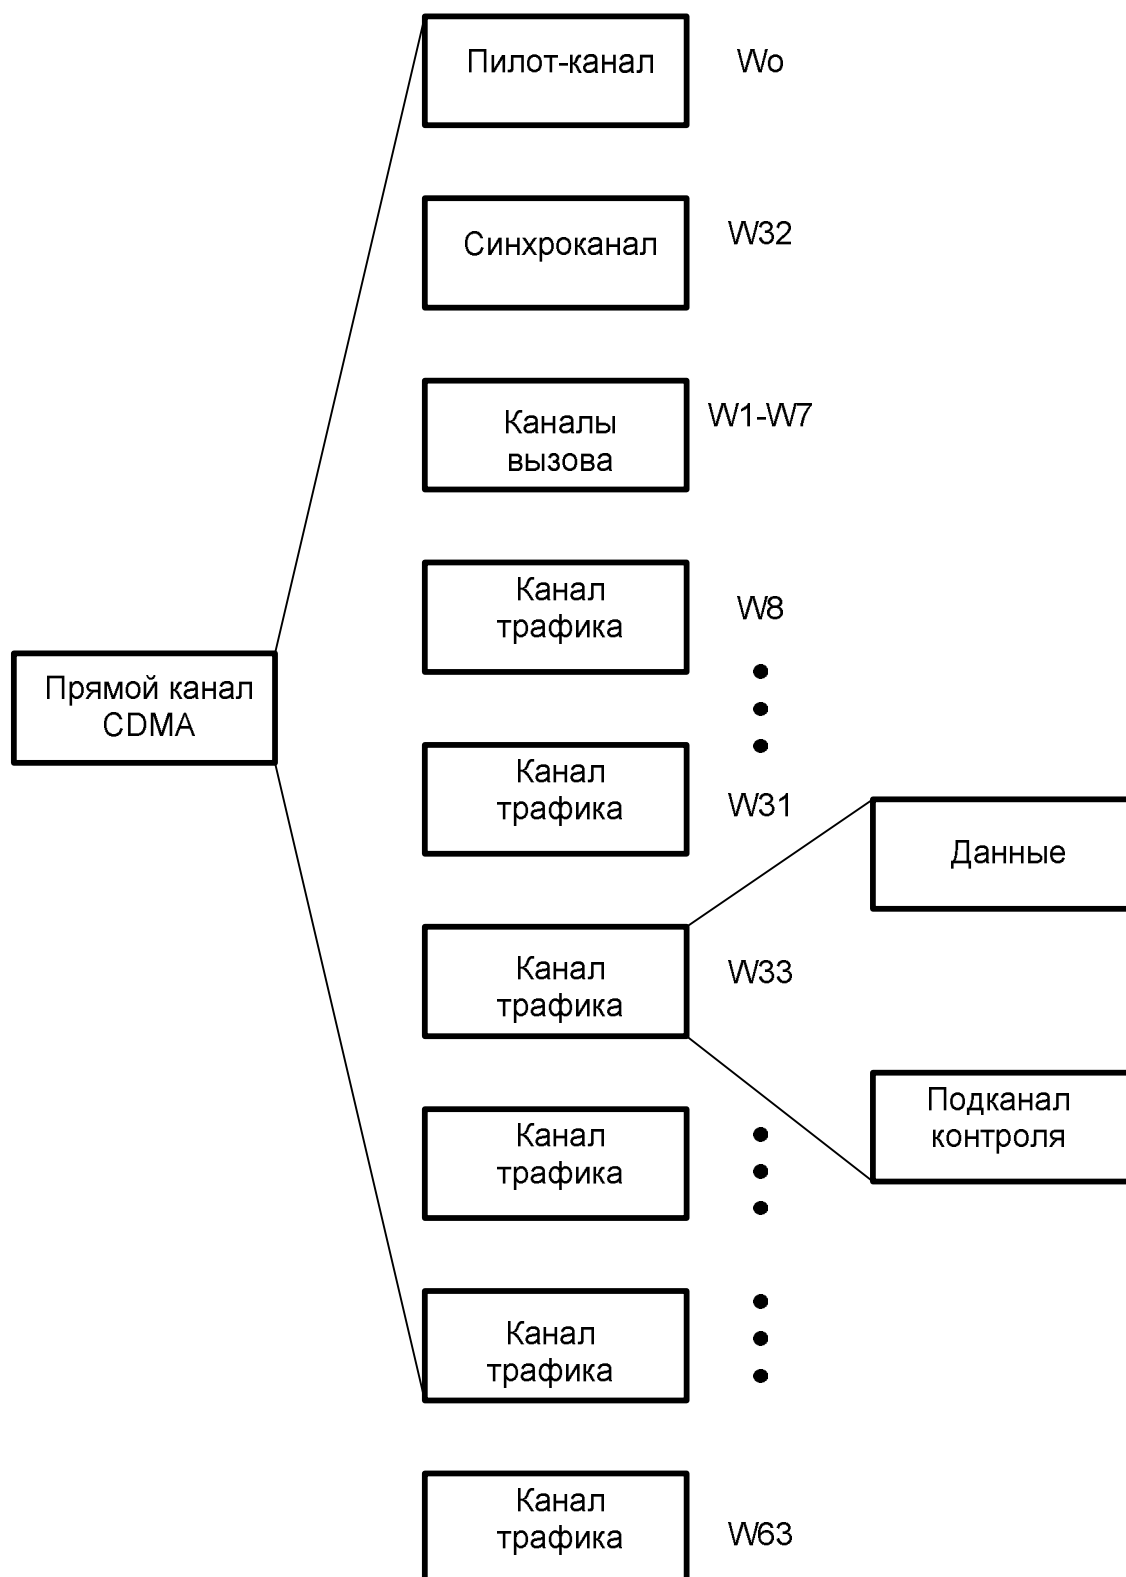 Пилот-канал
Wo
Синхроканал
W32
Каналы
вызова
W1-W7
Канал
трафика
W8
Прямой канал
CDMA
Канал
трафика
W31
Данные
Канал
трафика
W33
Подканал
контроля
Канал
трафика
Канал
трафика
Канал
трафика
W63